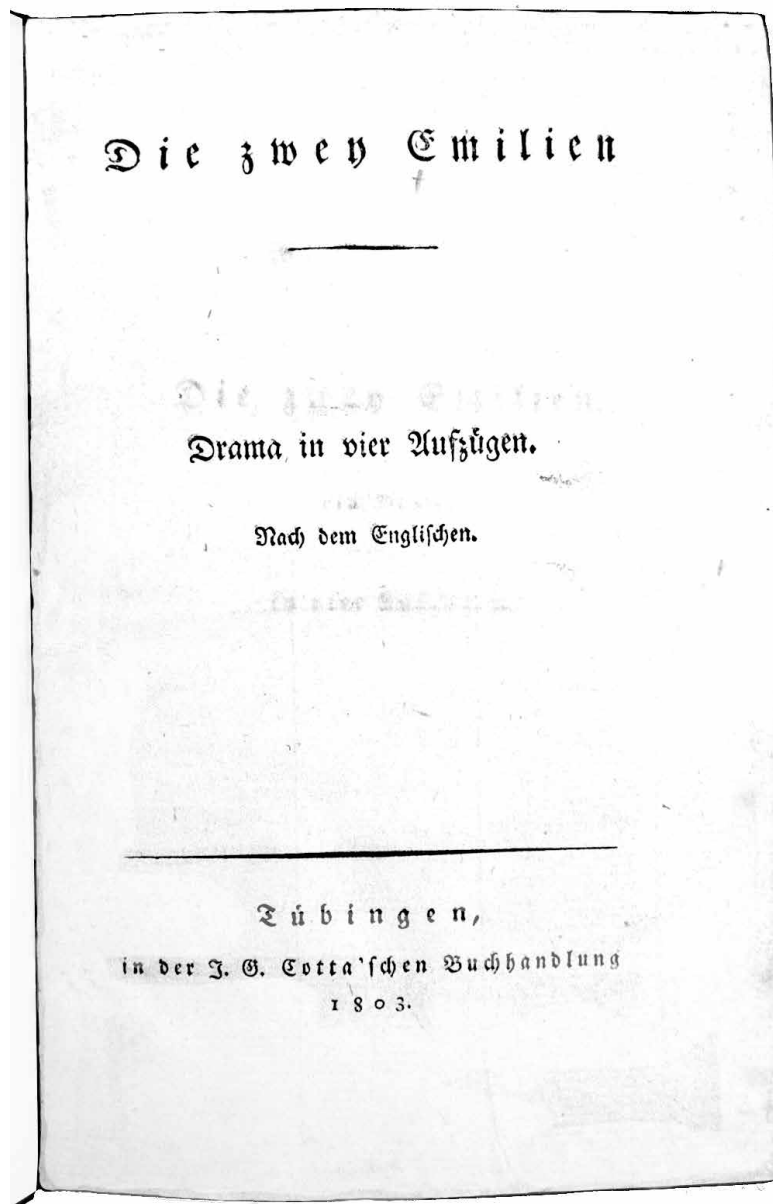 Die zwey Emilien
Drama in vier Aufzügen.
Nach dem Englischen.
Tübingen,
in der J. G. Cotta'schen Buchhandlung
1803.